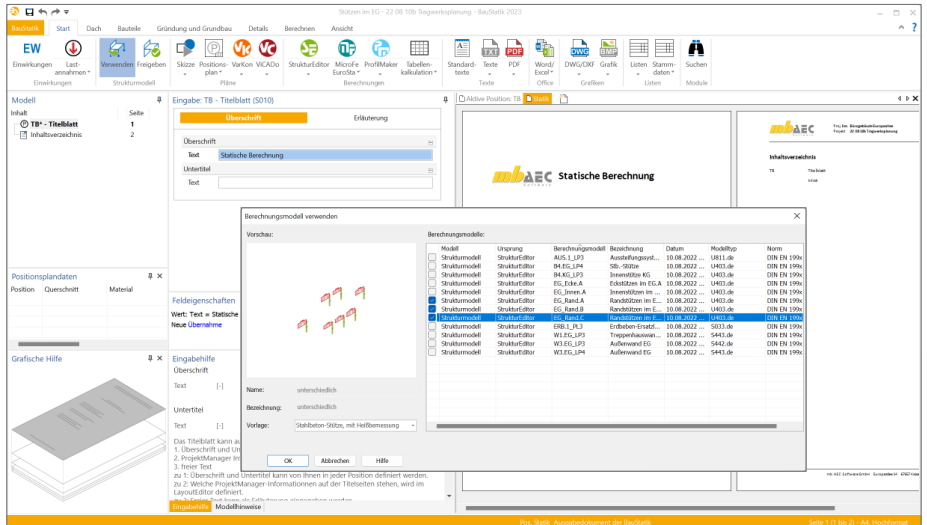 Stützen im EG - 22 08 10b Tragwerksplanung - BauStatik 2023
BauStatik Start Dach Bauteile Gründung und Grundbau Details Berechnen Ansicht
EW
Einwirkungen Last-annahmen Verwenden Freigeben Skizze Positions-plan VarKon ViCADo StrukturEditor MicroFe EuroSta ProfilMaker Tabellen-kalkulation Standard-texte Texte PDF Word/Excel DWG/DXF Grafik Listen Stamm-daten Suchen
Einwirkungen Strukturmodell Pläne Berechnungen Texte Office Grafiken Listen Module
Modell
Inhalt Seite
TB* - Titelblatt 1
Inhaltsverzeichnis 2
Eingabe: TB - Titelblatt (S010)
Überschrift Erläuterung
Überschrift
Text Statische Berechnung
Untertitel
Text
Aktive Position: TB Statik
mb AEC Software Statische Berechnung
mb AEC
Inhaltsverzeichnis
TB Titelblatt
Inhalt
Positionsplandaten
Position Querschnitt Material
Grafische Hilfe
Feldeigenschaften
Wert: Text = Statische
Neue Übernahme
Eingabehilfe
Überschrift
Text [-]
Untertitel
Text [-]
Das Titelblatt kann au
1. Überschrift und Un
2. ProjektManager In
3. freier Text
zu 1: Überschrift und Untertitel kann von Ihnen in jeder Position definiert werden.
zu 2: Welche ProjektManager-Informationen auf der Titelseiten stehen, wird im
LayoutEditor definiert.
Eingabehilfe Modellhinweise
Berechnungsmodell verwenden
Vorschau:
Berechnungsmodelle:
Modell Ursprung Berechnungsmodell Bezeichnung Datum Modelltyp Norm
Strukturmodell StrukturEditor AUS.1_LP3 Aussteifungssyst... 10.08.2022 ... U811.de DIN EN 199x
Strukturmodell StrukturEditor B4.EG_LP4 Stb.-Stütze 10.08.2022 ... U403.de DIN EN 199x
Strukturmodell StrukturEditor B4.KG_LP3 Innenstütze KG 10.08.2022 ... U403.de DIN EN 199x
Strukturmodell StrukturEditor EG_Ecke.A Eckstützen im EG.A 10.08.2022 ... U403.de DIN EN 199x
Strukturmodell StrukturEditor EG_Innen.A Innenstützen im ... 10.08.2022 ... U403.de DIN EN 199x
Strukturmodell StrukturEditor EG_Rand.A Randstützen im E... 10.08.2022 ... U403.de DIN EN 199x
Strukturmodell StrukturEditor EG_Rand.B Randstützen im E... 10.08.2022 ... U403.de DIN EN 199x
Strukturmodell StrukturEditor EG_Rand.C Randstützen im E... 10.08.2022 ... U403.de DIN EN 199x
Strukturmodell StrukturEditor ERB.1_PL3 Erdbeben-Ersatzl... 10.08.2022 ... S033.de DIN EN 199x
Strukturmodell StrukturEditor W1.EG_LP3 Treppenhauswan... 10.08.2022 ... S443.de DIN EN 199x
Strukturmodell StrukturEditor W3.EG_LP3 Außenwand EG 10.08.2022 ... S442.de DIN EN 199x
Strukturmodell StrukturEditor W3.EG_LP4 Außenwand EG 10.08.2022 ... S443.de DIN EN 199x
Name: unterschiedlich
Bezeichnung: unterschiedlich
Vorlage: Stahlbeton-Stütze, mit Heißbemessung
OK Abbrechen Hilfe
Pos. Statik, Ausgabedokument der BauStatik Seite 1 (1 bis 2) - A4, Hochformat